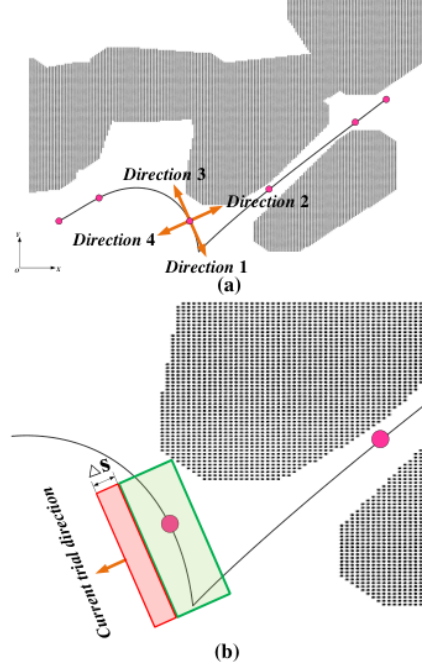 Direction 3
Direction 2
Direction 4
Direction 1
Y
O
X
(a)
ΔS
Current trial direction
(b)